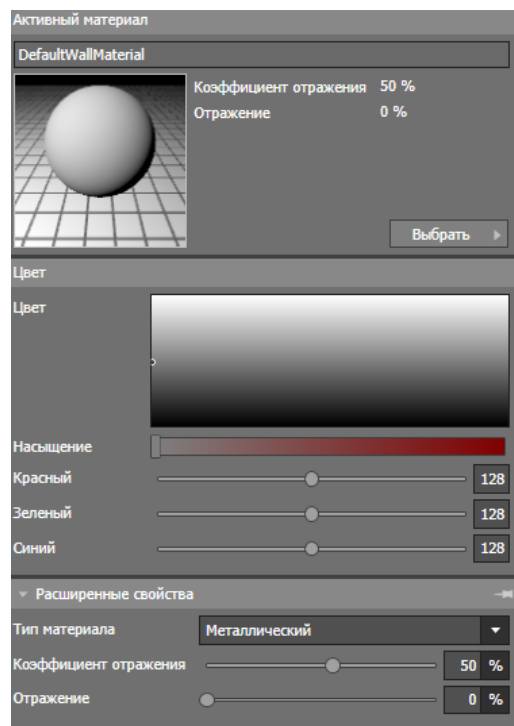 Активный материал
DefaultWallMaterial
Коэффициент отражения 50 %
Отражение 0 %
Выбрать
Цвет
Цвет
Насыщение
Красный 128
Зеленый 128
Синий 128
Расширенные свойства
Тип материала Металлический
Коэффициент отражения 50 %
Отражение 0 %